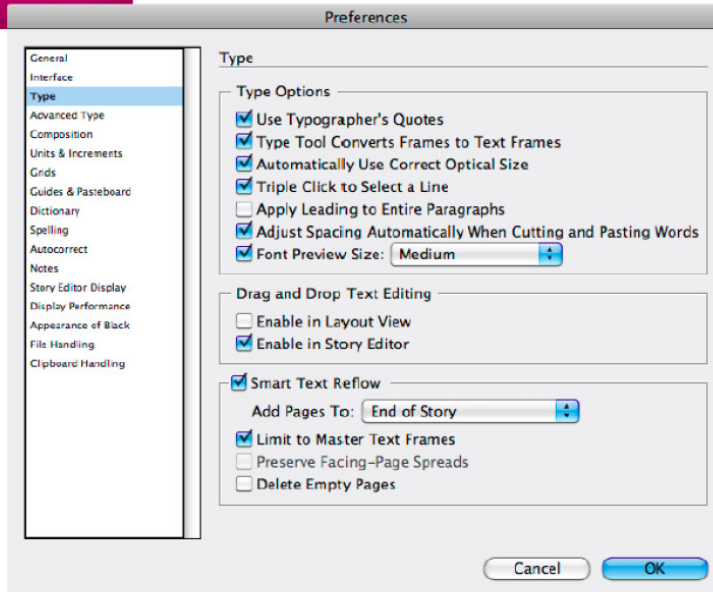 Preferences
General
Interface
Type
Advanced Type
Composition
Units & Increments
Grids
Guides & Pasteboard
Dictionary
Spelling
Autocorrect
Notes
Story Editor Display
Display Performance
Appearance of Black
File Handling
Clipboard Handling
Type
Type Options
Use Typographer's Quotes
Type Tool Converts Frames to Text Frames
Automatically Use Correct Optical Size
Triple Click to Select a Line
Apply Leading to Entire Paragraphs
Adjust Spacing Automatically When Cutting and Pasting Words
Font Preview Size: Medium
Drag and Drop Text Editing
Enable in Layout View
Enable in Story Editor
Smart Text Reflow
Add Pages To: End of Story
Limit to Master Text Frames
Preserve Facing-Page Spreads
Delete Empty Pages
Cancel OK